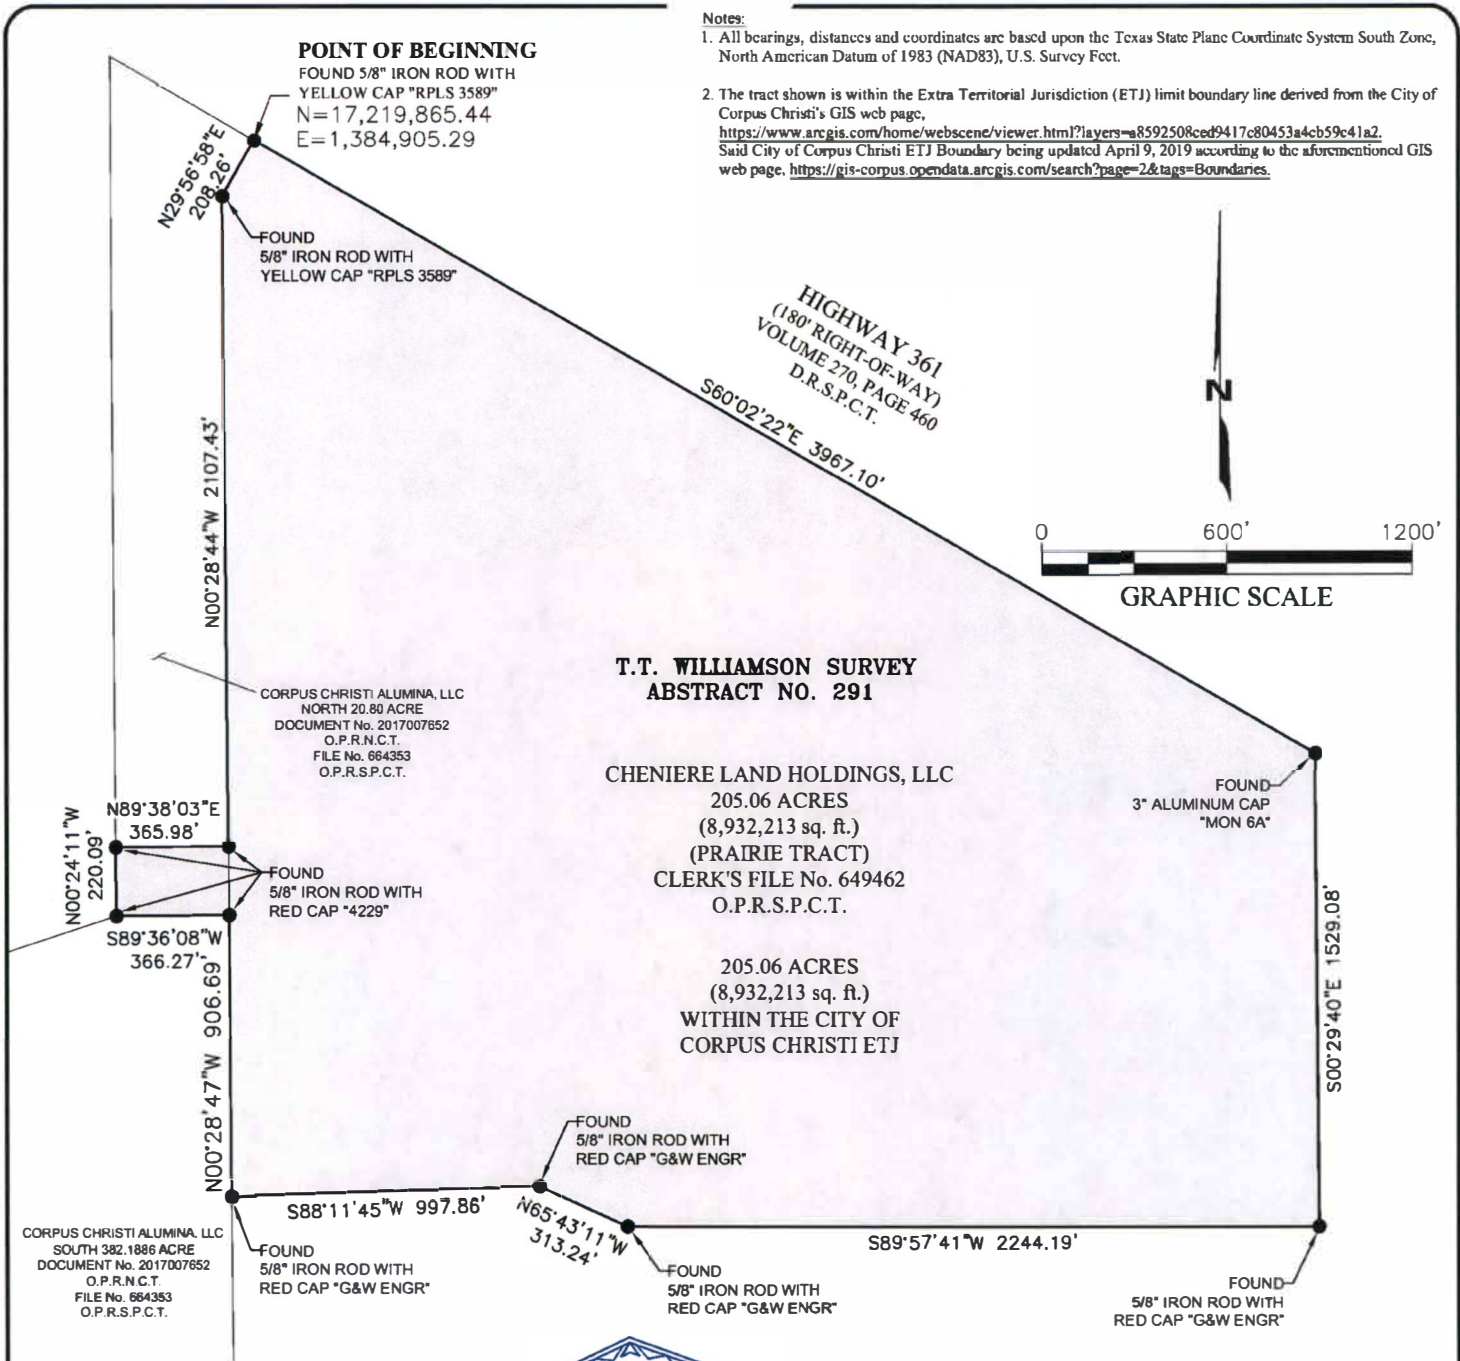 Notes:
1. All bearings, distances and coordinates are based upon the Texas State Plane Coordinate System South Zone,
North American Datum of 1983 (NAD83), U.S. Survey Feet.
2. The tract shown is within the Extra Territorial Jurisdiction (ETJ) limit boundary line derived from the City of
Corpus Christi's GIS web page,
https://www.arcgis.com/home/webscene/viewer.html?layers=a8592508ced9417c80453a4cb59c41a2.
Said City of Corpus Christi ETJ Boundary being updated April 9, 2019 according to the aforementioned GIS
web page, https://gis-corpus.opendata.arcgis.com/search?page=2&tags=Boundaries.
POINT OF BEGINNING
FOUND 5/8" IRON ROD WITH
YELLOW CAP "RPLS 3589"
N=17,219,865.44
E=1,384,905.29
N29°56'58"E
208.26'
FOUND
5/8" IRON ROD WITH
YELLOW CAP "RPLS 3589"
HIGHWAY 361
(180' RIGHT-OF-WAY)
VOLUME 270, PAGE 460
D.R.S.P.C.T.
S60°02'22"E 3967.10'
N
0 600' 1200'
GRAPHIC SCALE
N00°28'44"W 2107.43'
T.T. WILLIAMSON SURVEY
ABSTRACT NO. 291
CORPUS CHRISTI ALUMINA, LLC
NORTH 20.80 ACRE
DOCUMENT No. 2017007652
O.P.R.N.C.T.
FILE No. 664353
O.P.R.S.P.C.T.
CHENIERE LAND HOLDINGS, LLC
205.06 ACRES
(8,932,213 sq. ft.)
(PRAIRIE TRACT)
CLERK'S FILE No. 649462
O.P.R.S.P.C.T.
205.06 ACRES
(8,932,213 sq. ft.)
WITHIN THE CITY OF
CORPUS CHRISTI ETJ
FOUND
3" ALUMINUM CAP
"MON 6A"
N89°38'03"E
365.98'
N00°24'11"W
220.09'
FOUND
5/8" IRON ROD WITH
RED CAP "4229"
S89°36'08"W
366.27'
N00°28'47"W 906.69
S00°29'40"E 1529.08'
FOUND
5/8" IRON ROD WITH
RED CAP "G&W ENGR"
S88°11'45"W 997.86'
N65°43'11"W
313.24'
S89°57'41"W 2244.19'
CORPUS CHRISTI ALUMINA, LLC
SOUTH 382.1886 ACRE
DOCUMENT No. 2017007652
O.P.R.N.C.T.
FILE No. 664353
O.P.R.S.P.C.T.
FOUND
5/8" IRON ROD WITH
RED CAP "G&W ENGR"
FOUND
5/8" IRON ROD WITH
RED CAP "G&W ENGR"
FOUND
5/8" IRON ROD WITH
RED CAP "G&W ENGR"